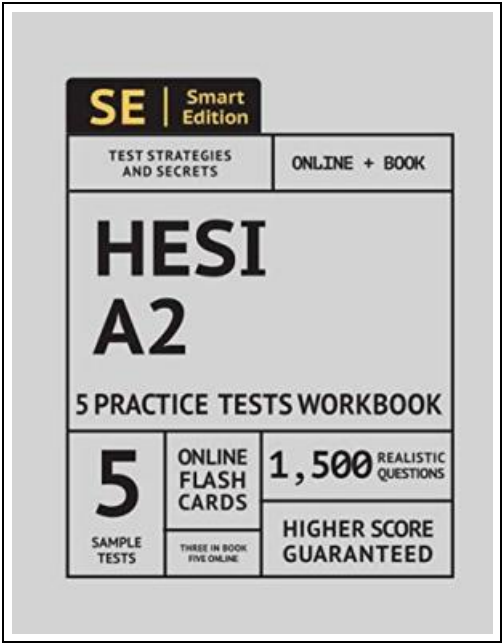 SE
Smart
Edition
TEST STRATEGIES
AND SECRETS
ONLINE + BOOK
HESI
A2
5 PRACTICE TESTS WORKBOOK
5
SAMPLE
TESTS
ONLINE
FLASH
CARDS
THREE IN BOOK
FIVE ONLINE
1,500
REALISTIC
QUESTIONS
HIGHER SCORE
GUARANTEED